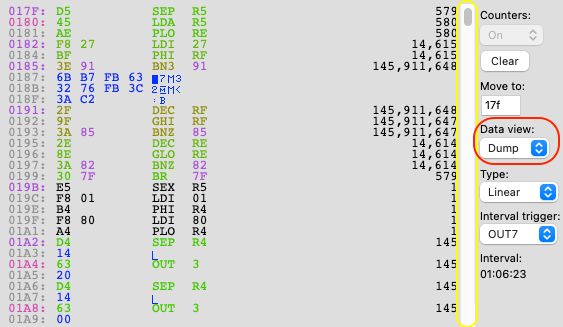 017F: D5 SEP R5 579
0180: 45 LDA R5 580
0181: AE PLO RE 580
0182: F8 27 LDI 27 14,615
0184: BF PHI RF 14,615
0185: 3E 91 BN3 91 145,911,648
0187: 6B B7 FB 63 7M3
018B: 32 76 FB 3C 2 M<
018F: 3A C2 :B
0191: 2F DEC RF 145,911,648
0192: 9F GHI RF 145,911,647
0193: 3A 85 BNZ 85 145,911,647
0195: 2E DEC RE 14,614
0196: 8E GLO RE 14,614
0197: 3A 82 BNZ 82 14,614
0199: 30 7F BR 7F 579
019B: E5 SEX R5 1
019C: F8 01 LDI 01 1
019E: B4 PHI R4 1
019F: F8 80 LDI 80 1
01A1: A4 PLO R4 1
01A2: D4 SEP R4 145
01A3: 14
01A4: 63 OUT 3 145
01A5: 20
01A6: D4 SEP R4 145
01A7: 14
01A8: 63 OUT 3 145
01A9: 00
Counters:
On
Clear
Move to:
17f
Data view:
Dump
Type:
Linear
Interval trigger:
OUT7
Interval:
01:06:23